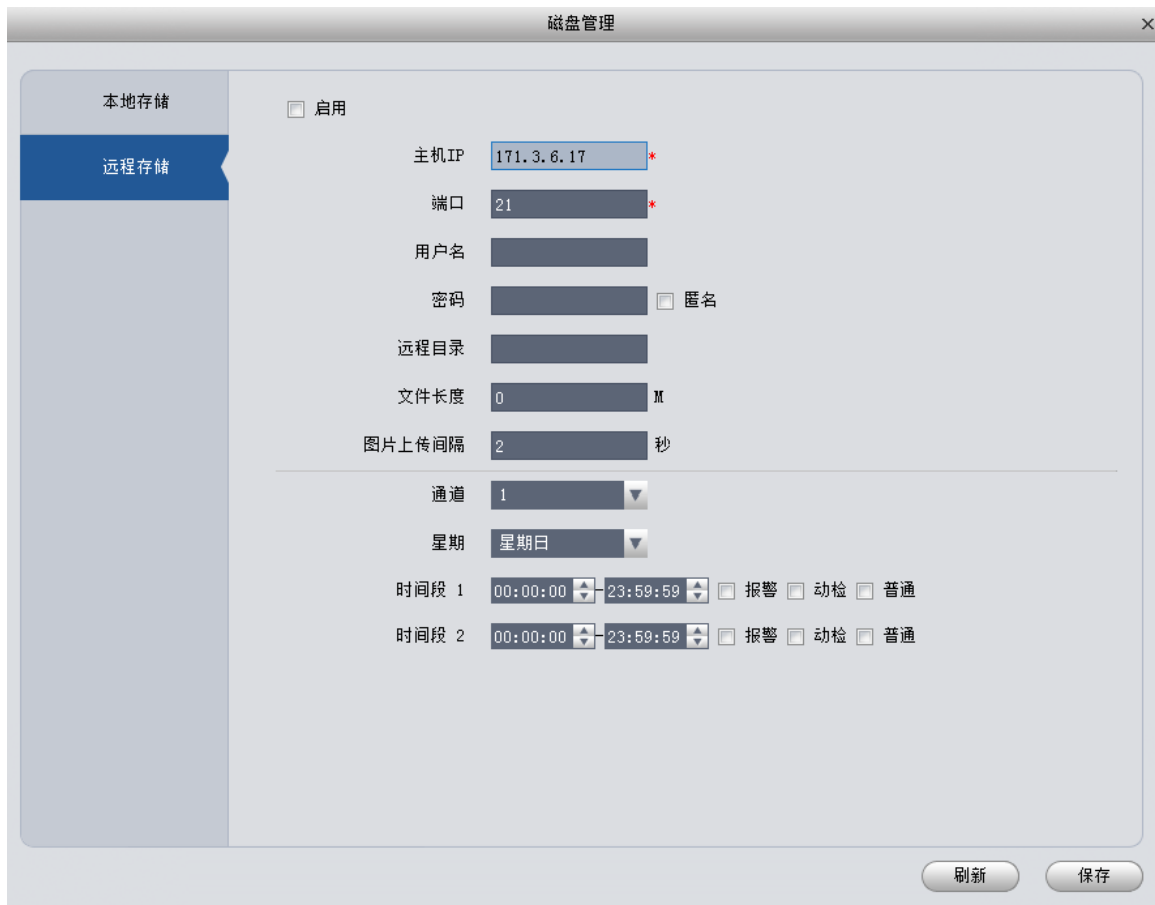 磁盘管理 ×
本地存储
远程存储
启用
主机IP 171.3.6.17 *
端口 21 *
用户名
密码 匿名
远程目录
文件长度 0 M
图片上传间隔 2 秒
通道 1
星期 星期日
时间段 1 00:00:00 - 23:59:59 报警 动检 普通
时间段 2 00:00:00 - 23:59:59 报警 动检 普通
刷新 保存